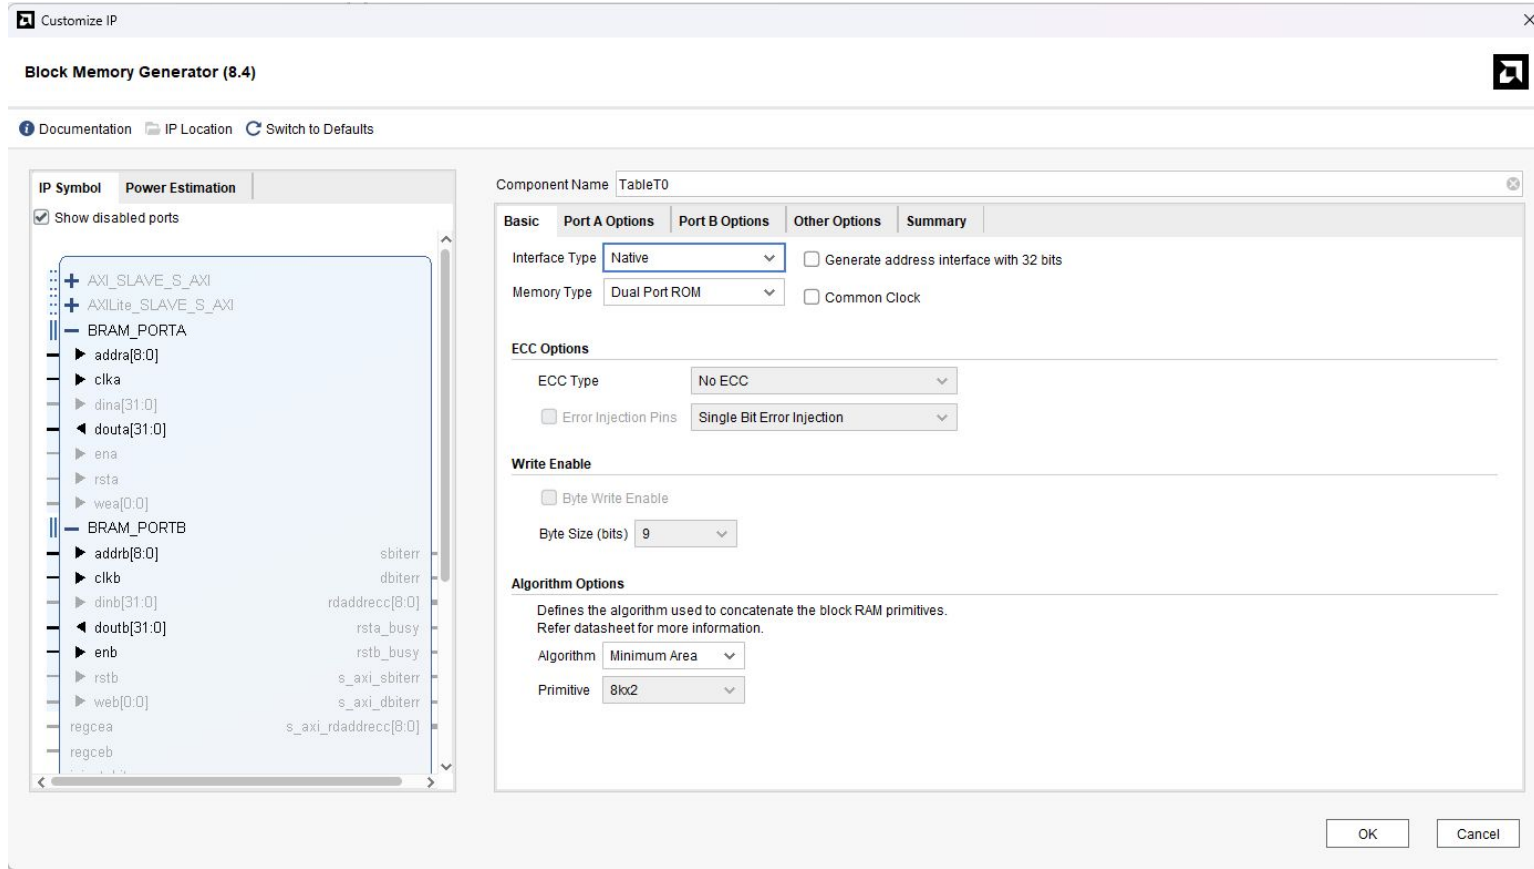 Customize IP
Block Memory Generator (8.4)
Documentation IP Location Switch to Defaults
IP Symbol Power Estimation
Show disabled ports
AXI_SLAVE_S_AXI
AXILite_SLAVE_S_AXI
BRAM_PORTA
addra[8:0]
clka
dina[31:0]
douta[31:0]
ena
rsta
wea[0:0]
BRAM_PORTB
addrb[8:0] sbiterr
clkb dbiterr
dinb[31:0] rdaddrecc[8:0]
doutb[31:0] rsta_busy
enb rstb_busy
rstb s_axi_sbiterr
web[0:0] s_axi_dbiterr
regcea s_axi_rdaddrecc[8:0]
regceb
Component Name TableT0
Basic Port A Options Port B Options Other Options Summary
Interface Type Native Generate address interface with 32 bits
Memory Type Dual Port ROM Common Clock
ECC Options
ECC Type No ECC
Error Injection Pins Single Bit Error Injection
Write Enable
Byte Write Enable
Byte Size (bits) 9
Algorithm Options
Defines the algorithm used to concatenate the block RAM primitives.
Refer datasheet for more information.
Algorithm Minimum Area
Primitive 8kx2
OK Cancel